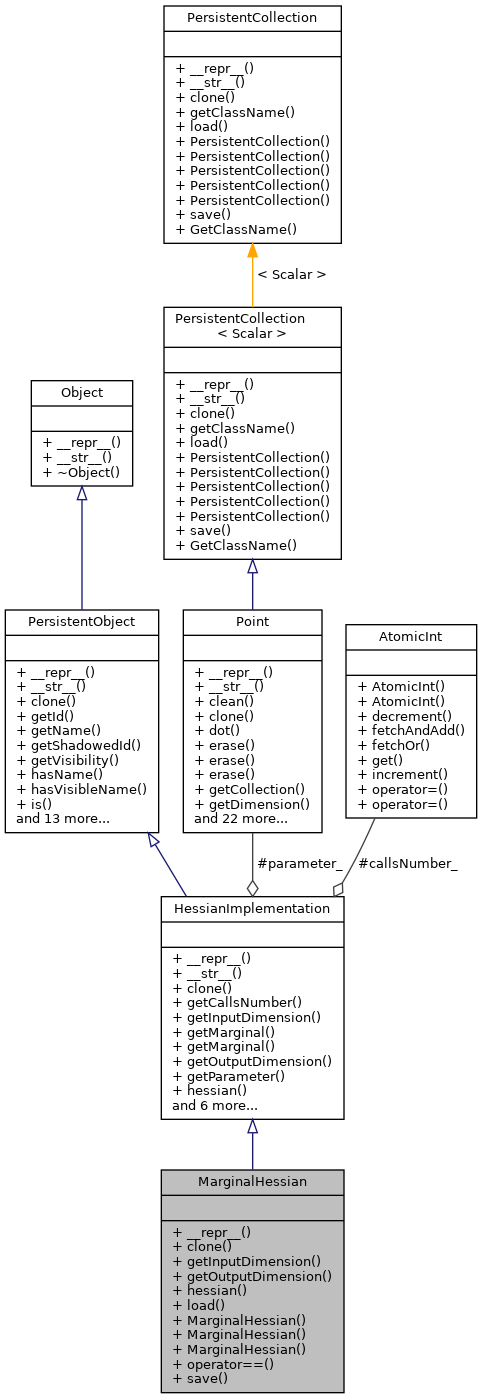 PersistentCollection
+ __repr__()
+ __str__()
+ clone()
+ getClassName()
+ load()
+ PersistentCollection()
+ PersistentCollection()
+ PersistentCollection()
+ PersistentCollection()
+ PersistentCollection()
+ save()
+ GetClassName()
< Scalar >
PersistentCollection
< Scalar >
+ __repr__()
+ __str__()
+ clone()
+ getClassName()
+ load()
+ PersistentCollection()
+ PersistentCollection()
+ PersistentCollection()
+ PersistentCollection()
+ PersistentCollection()
+ save()
+ GetClassName()
Object
+ __repr__()
+ __str__()
+ ~Object()
PersistentObject
+ __repr__()
+ __str__()
+ clone()
+ getId()
+ getName()
+ getShadowedId()
+ getVisibility()
+ hasName()
+ hasVisibleName()
+ is()
and 13 more...
Point
+ __repr__()
+ __str__()
+ clean()
+ clone()
+ dot()
+ erase()
+ erase()
+ erase()
+ getCollection()
+ getDimension()
and 22 more...
AtomicInt
+ AtomicInt()
+ AtomicInt()
+ decrement()
+ fetchAndAdd()
+ fetchOr()
+ get()
+ increment()
+ operator=()
+ operator=()
#parameter_
#callsNumber_
HessianImplementation
+ __repr__()
+ __str__()
+ clone()
+ getCallsNumber()
+ getInputDimension()
+ getMarginal()
+ getMarginal()
+ getOutputDimension()
+ getParameter()
+ hessian()
and 6 more...
MarginalHessian
+ __repr__()
+ clone()
+ getInputDimension()
+ getOutputDimension()
+ hessian()
+ load()
+ MarginalHessian()
+ MarginalHessian()
+ MarginalHessian()
+ operator==()
+ save()